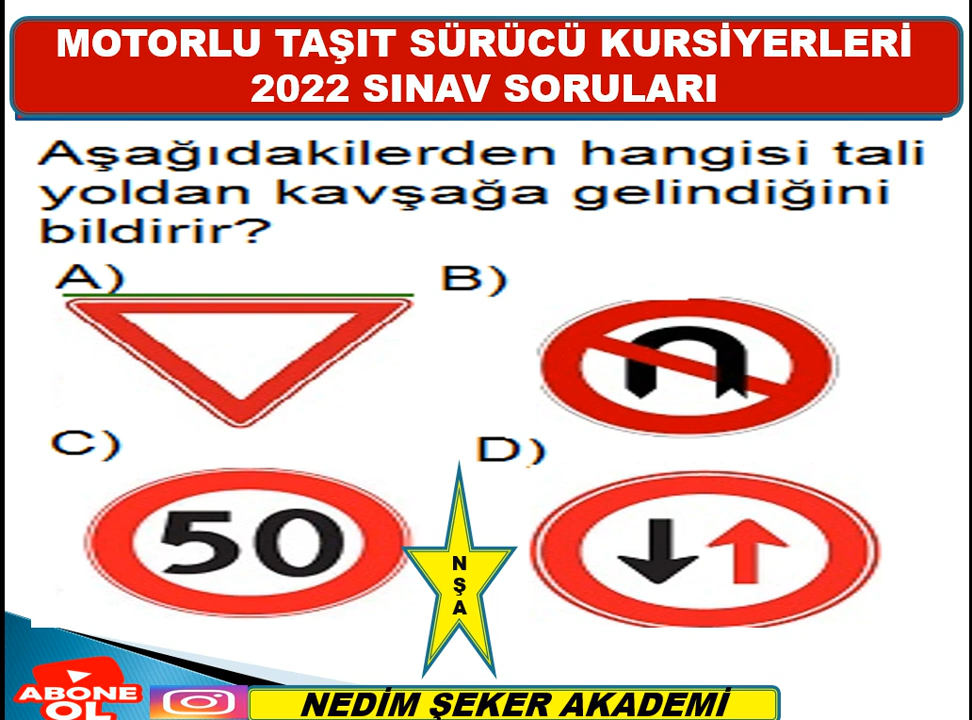 MOTORLU TAŞIT SÜRÜCÜ KURSİYERLERİ
2022 SINAV SORULARI
Aşağıdakilerden hangisi tali
yoldan kavşağa gelindiğini
bildirir?
A)
B)
C)
50
D)
N
Ş
A
ABONE
OL
NEDİM ŞEKER AKADEMİ